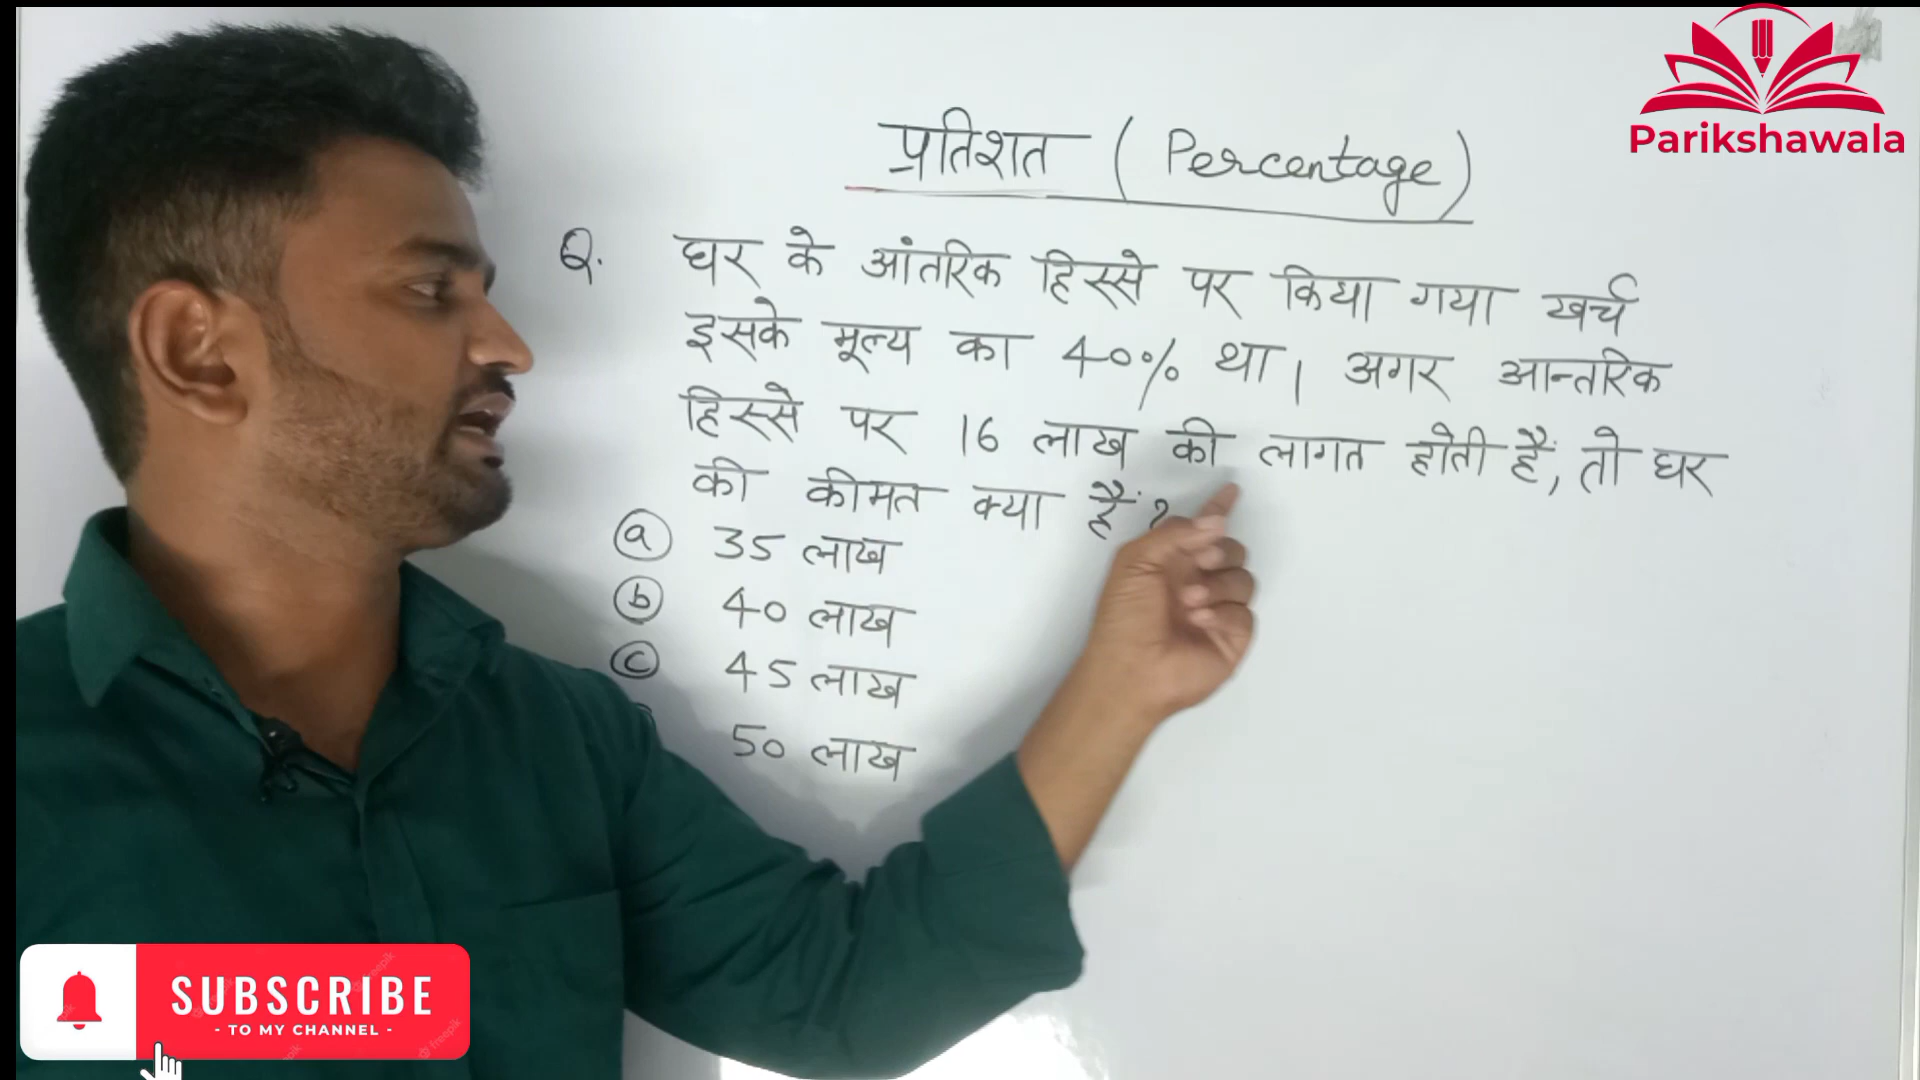 Parikshawala
प्रतिशत ( Percentage )
Q. घर के आंतरिक हिस्से पर किया गया खर्च
इसके मूल्य का 40% था। अगर आन्तरिक
हिस्से पर 16 लाख की लागत होती हैं, तो घर
की कीमत क्या हैं ?
(a) 35 लाख
(b) 40 लाख
(c) 45 लाख
50 लाख
SUBSCRIBE
- TO MY CHANNEL -